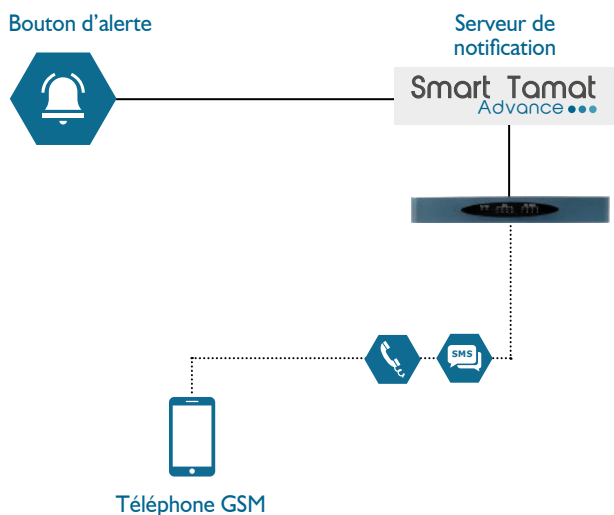 Bouton d’alerte
Serveur de
notification
Smart Tamat
Advance
SMS
Téléphone GSM